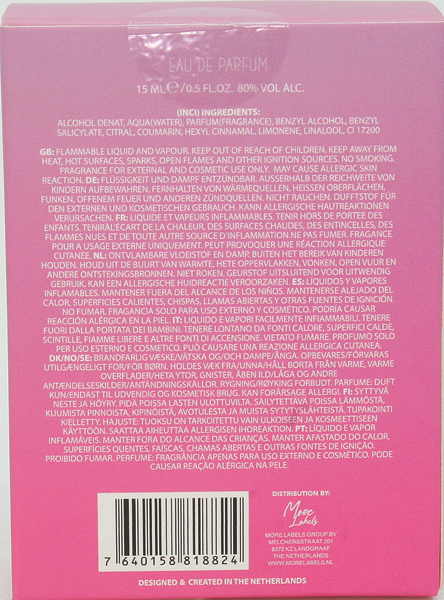 EAU DE PARFUM
15 ML ℮/0.5 FL.OZ. 80% VOL ALC.
(INCI) INGREDIENTS:
ALCOHOL DENAT, AQUA(WATER), PARFUM(FRAGRANCE), BENZYL ALCOHOL, BENZYL
SALICYLATE, CITRAL, COUMARIN, HEXYL CINNAMAL, LIMONENE, LINALOOL, CI 17200
GB: FLAMMABLE LIQUID AND VAPOUR. KEEP OUT OF REACH OF CHILDREN. KEEP AWAY FROM
HEAT, HOT SURFACES, SPARKS, OPEN FLAMES AND OTHER IGNITION SOURCES. NO SMOKING.
FRAGRANCE FOR EXTERNAL AND COSMETIC USE ONLY. MAY CAUSE ALLERGIC SKIN
REACTION. DE: FLÜSSIGKEIT UND DAMPF ENTZÜNDBAR. AUSSERHALB DER REICHWEITE VON
KINDERN AUFBEWAHREN. FERNHALTEN VON WÄRMEQUELLEN, HEISSEN OBERFLÄCHEN,
FUNKEN, OFFENEM FEUER UND ANDEREN ZÜNDQUELLEN. NICHT RAUCHEN. DUFTSTOFF FÜR
DEN EXTERNEN UND KOSMETISCHEN GEBRAUCH. KANN ALLERGISCHE HAUTREAKTIONEN
VERURSACHEN. FR: LIQUIDE ET VAPEURS INFLAMMABLES. TENIR HORS DE PORTEE DES
ENFANTS. TENIRÀL'ÉCART DE LA CHALEUR, DES SURFACES CHAUDES, DES ENTINCELLES, DES
FLAMMES NUES ET DE TOUTE AUTRE SOURCE D'INFLAMMATION NE PAS FUMER. FRAGANCE
POUR A USAGE EXTERNE UNIQUEMENT. PEUT PROVOQUER UNE RÉACTION ALLERGIQUE
CUTANÉE. NL: ONTVLAMBARE VLOEISTOF EN DAMP. BUITEN HET BEREIK VAN KINDEREN
HOUDEN. HOUD UIT DE BUURT VAN WARMTE, HETE OPPERVLAKKEN, VONKEN, OPEN VUUR EN
ANDERE ONTSTEKINGSBRONNEN. NIET ROKEN. GEURSTOF UITSLUITEND VOOR UITWENDIG
GEBRUIK. KAN EEN ALLERGISCHE HUIDREACTIE VEROORZAKEN. ES: LÍQUIDOS Y VAPORES
INFLAMABLES. MANTENER FUERA DEL ALCANCE DE LOS NIÑOS. MANTENERSE ALEJADO DEL
CALOR, SUPERFICIES CALIENTES, CHISPAS, LLAMAS ABIERTAS Y OTRAS FUENTES DE IGNICIÓN.
NO FUMAR. FRAGANCIA SOLO PARA USO EXTERNO Y COSMÉTICO. PODRÍA CAUSAR
REACCIÓN ALÉRGICA EN LA PIEL. IT: LIQUIDO E VAPORI FACILMENTE INFIAMMABILI. TENERE
FUORI DALLA PORTATA DEI BAMBINI. TENERE LONTANO DA FONTI CALORE, SUPERFICI CALDE,
SCINTILLE, FIAMME LIBERE E ALTRE FONTI DI ACCENSIONE. VIETATO FUMARE. PROFUMO SOLO
PER USO ESTERNO E COSMETICO. PUÒ CAUSARE UNA REAZIONE ALLERGICA CUTANEA.
DK/NO/SE: BRANDFARLIG VÆSKE/VÄTSKA OG/OCH DAMPE/ÅNGA. OPBEVARES/FÖRVARAS
UTILGÆNGELIGT FOR/FÖR BØRN. HOLDES VÆK FRA/UNNA/HÅLL BORTA FRÅN VARME, VARME
OVERFLADER/HETA YTOR, GNISTER, ÅBEN ILD/LÅGA OG ANDRE
ANTÆNDELSESKILDER/ANTÄNDNINGSKÄLLOR. RYGNING/RØYKING FORBUDT. PARFUME: DUFT
KUN/ENDAST TIL UDVENDIG OG KOSMETISK BRUG. KAN FORÅRSAGE ALLERGI. FI: SYTTYVÄ
NESTE JA HÖYRY. PIDÄ POISSA LASTEN ULOTTUVILTA. SÄILYTETTÄVÄ POISSA LÄMMÖSTÄ,
KUUMISTA PINNOISTA, KIPINÖISTÄ, AVOTULESTA JA MUISTA SYTYTYSLÄHTEISTÄ. TUPAKOINTI
KIELLETTY. HAJUSTE: TUOKSU ON TARKOITETTU VAIN ULKOISEEN JA KOSMEETTISEEN
KÄYTTÖÖN. SAATTAA AIHEUTTAA ALLERGISEN IHOREAKTION. PT: LÍQUIDO E VAPOR
INFLAMÁVEIS. MANTER FORA DO ALCANCE DAS CRIANÇAS. MANTER AFASTADO DO CALOR,
SUPERFÍCIES QUENTES, FAÍSCAS, CHAMAS ABERTAS E OUTRAS FONTES DE IGNIÇÃO.
PROIBIDO FUMAR. PERFUME: FRAGRÂNCIA APENAS PARA USO EXTERNO E COSMÉTICO. PODE
CAUSAR REAÇÃO ALÉRGICA NA PELE.
7 640158 818824
DISTRIBUTION BY:
More
Labels
MORE LABELS GROUP BV.
MELCHERSSTRAAT 201
6372 KZ LANDGRAAF
THE NETHERLANDS
WWW.MORELABELS.NL
DESIGNED & CREATED IN THE NETHERLANDS